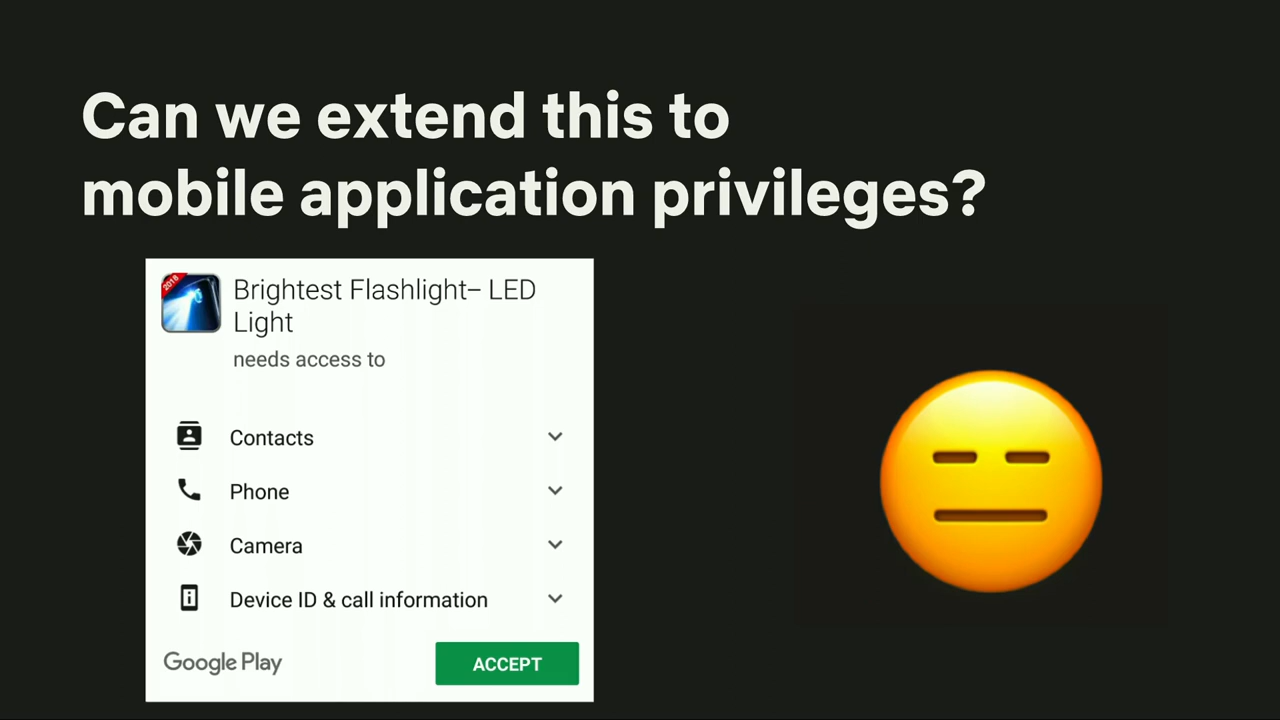 Can we extend this to
mobile application privileges?
2018
Brightest Flashlight– LED
Light
needs access to
Contacts
Phone
Camera
Device ID & call information
Google Play
ACCEPT